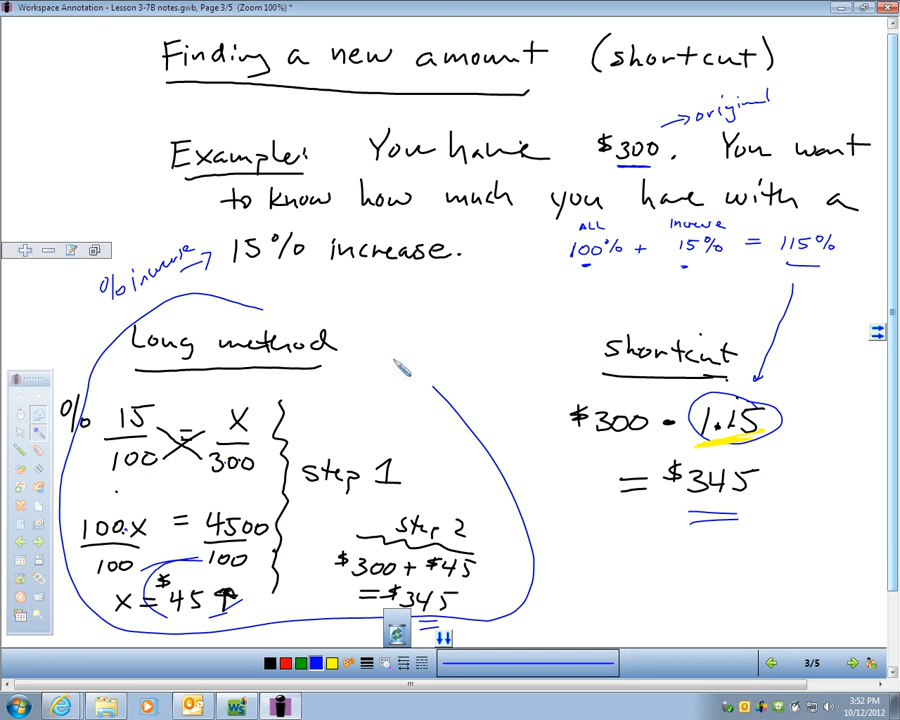 Workspace Annotation - Lesson 3-7B notes.gwb, Page 3/5 (Zoom 100%) *
Finding a new amount (shortcut)
original
Example: You have $300. You want
to know how much you have with a
15% increase.
% increase
ALL Increase
100% + 15% = 115%
Long method
% 15/100 = x/300
100·x/100 = 4500/100
x = $45 ↑
step 1
step 2
$300 + $45
= $345
shortcut
$300 · 1.15
= $345
3/5
3:52 PM
10/12/2012